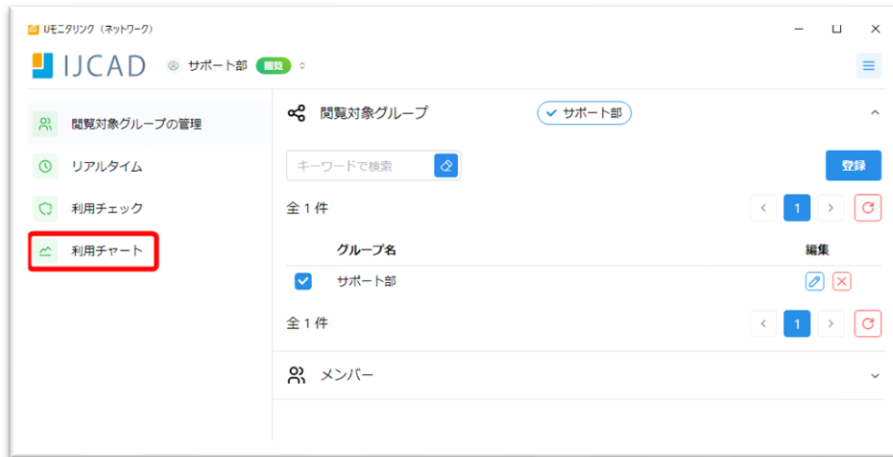 IJモニタリング（ネットワーク）
IJCAD サポート部 閲覧
閲覧対象グループの管理
リアルタイム
利用チェック
利用チャート
閲覧対象グループ サポート部
キーワードで検索 登録
全 1 件 1
グループ名 編集
サポート部
全 1 件 1
メンバー